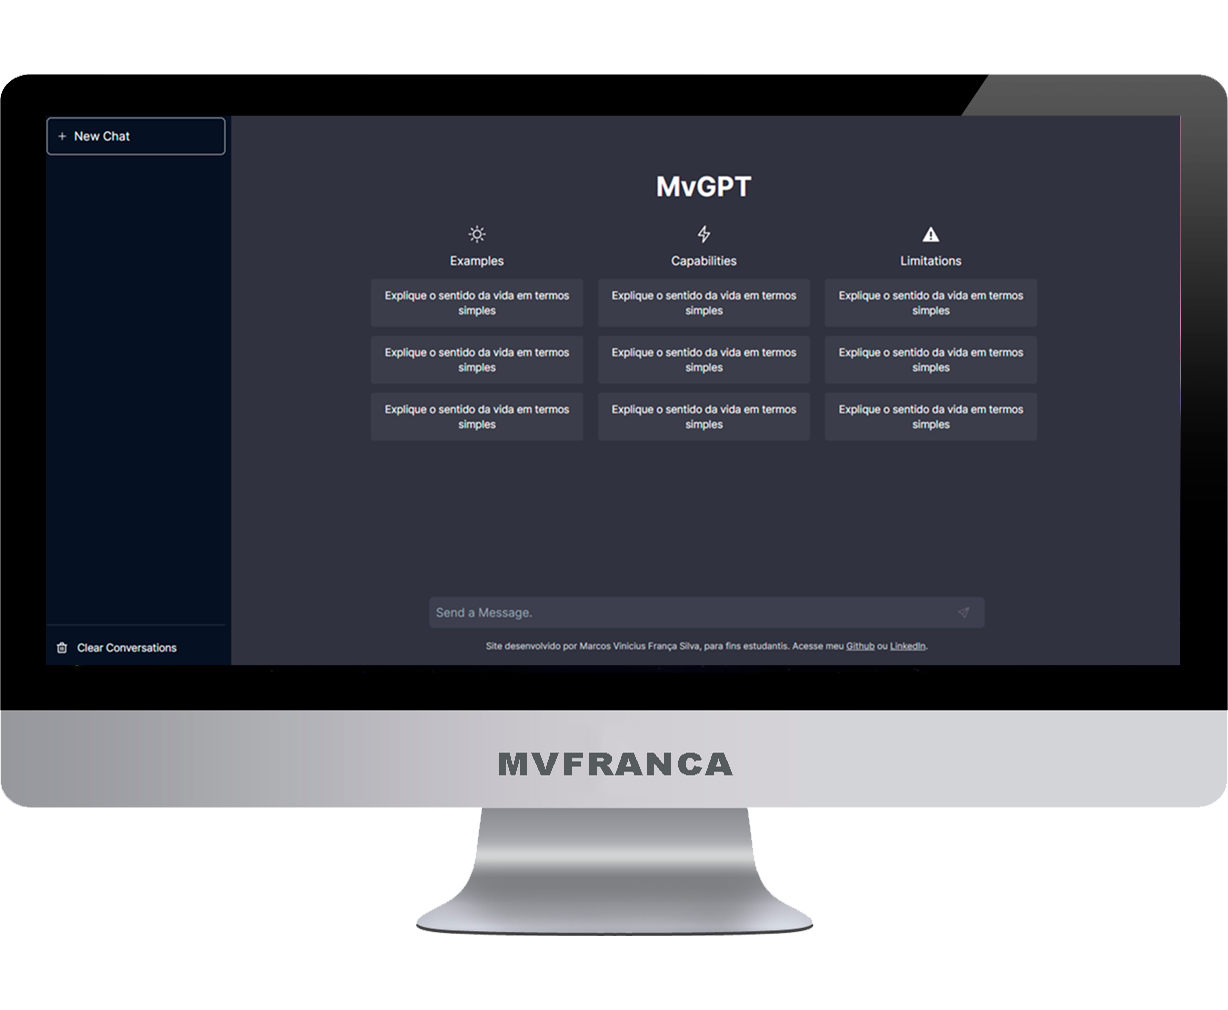 + New Chat
MvGPT
Examples
Capabilities
Limitations
Explique o sentido da vida em termos
simples
Explique o sentido da vida em termos
simples
Explique o sentido da vida em termos
simples
Explique o sentido da vida em termos
simples
Explique o sentido da vida em termos
simples
Explique o sentido da vida em termos
simples
Explique o sentido da vida em termos
simples
Explique o sentido da vida em termos
simples
Explique o sentido da vida em termos
simples
Send a Message.
Site desenvolvido por Marcos Vinicius França Silva, para fins estudantis. Acesse meu Github ou LinkedIn.
Clear Conversations
MVFRANCA